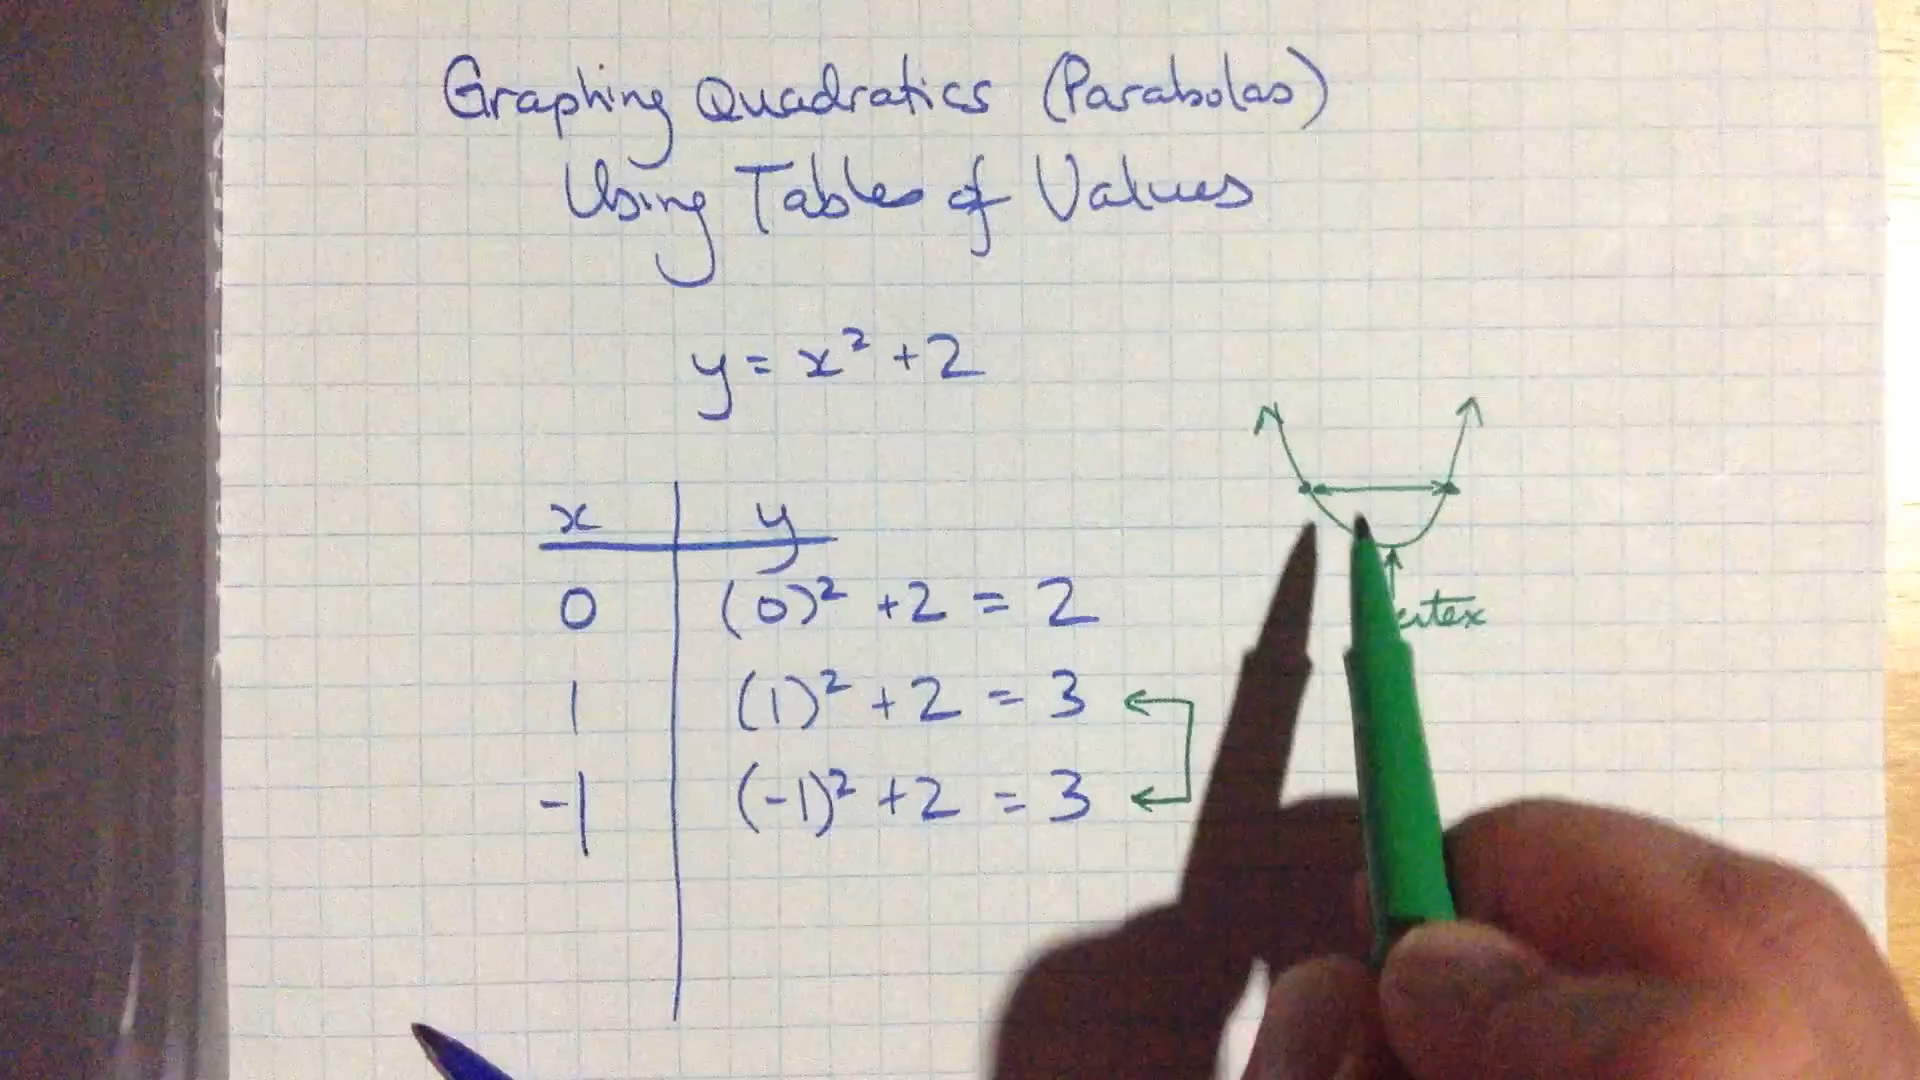 Graphing Quadratics (Parabolas)
Using Tables of Values
y = x² + 2
x y
0 (0)² + 2 = 2
1 (1)² + 2 = 3
-1 (-1)² + 2 = 3